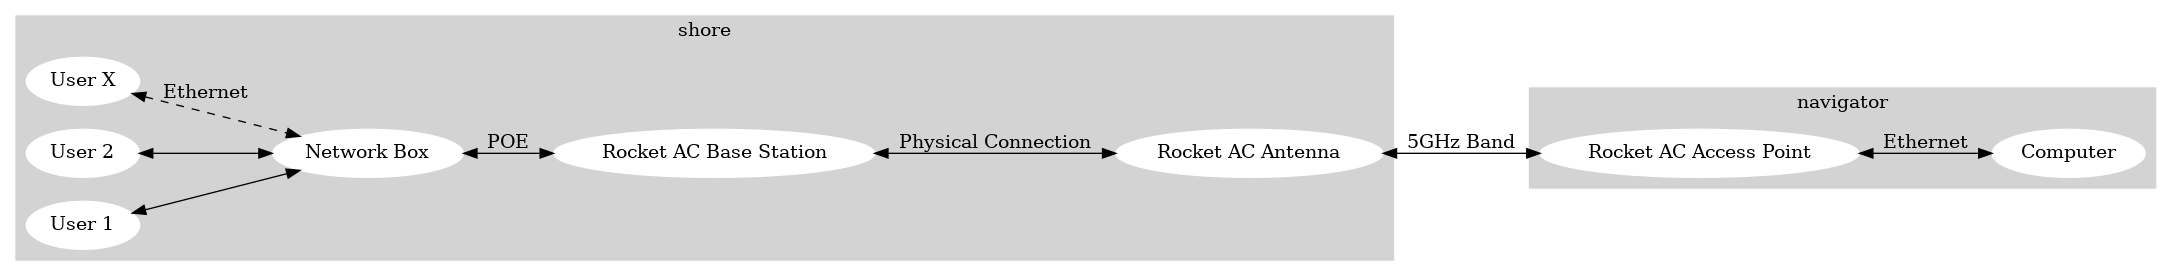 shore
User X
Ethernet
navigator
User 2
Network Box
POE
Rocket AC Base Station
Physical Connection
Rocket AC Antenna
5GHz Band
Rocket AC Access Point
Ethernet
Computer
User 1